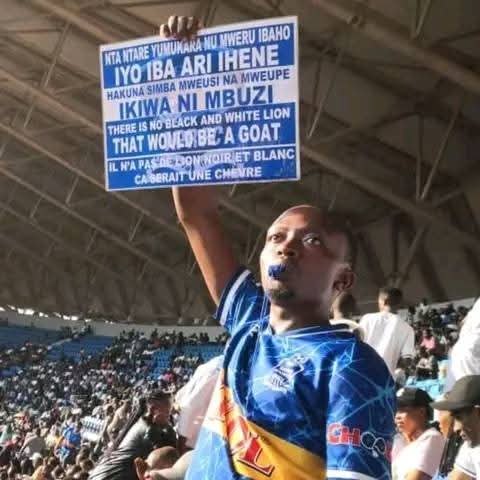 NTA NTARE YUMUKARA NU MWERU IBAHO
IYO IBA ARI IHENE
HAKUNA SIMBA MWEUSI NA MWEUPE
IKIWA NI MBUZI
THERE IS NO BLACK AND WHITE LION
THAT WOULD BE A GOAT
IL N'A PAS DE LION NOIR ET BLANC
CA SERAIT UNE CHEVRE